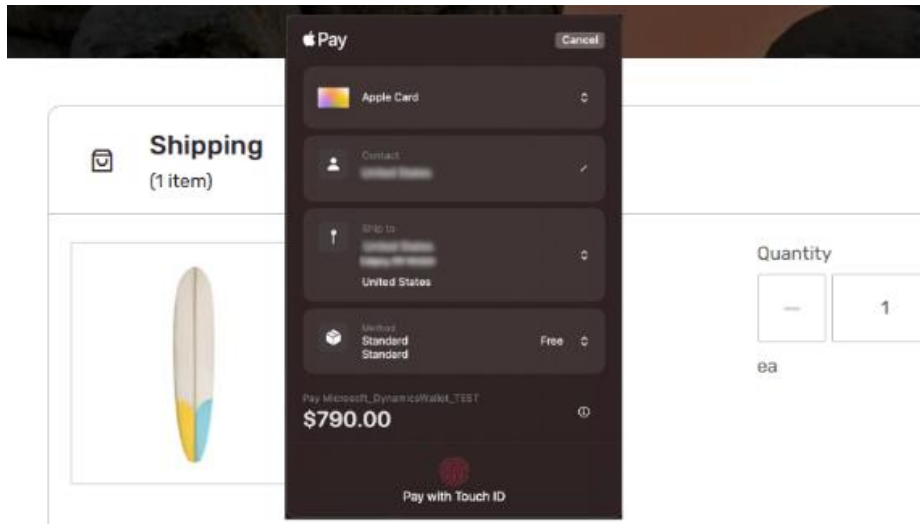 Pay
Cancel
Apple Card
Shipping
(1 item)
Contact
Ship to
United States
Quantity
1
ea
Method
Standard
Free
Standard
Pay Microsoft_DynamicsWallet_TEST
$790.00
Pay with Touch ID